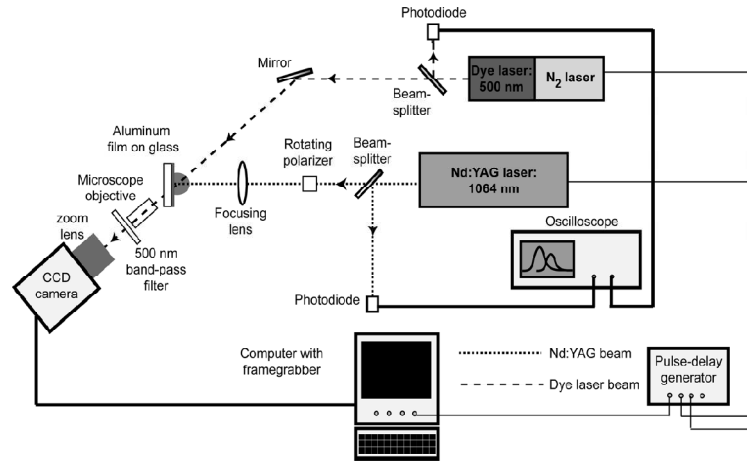 Photodiode
Mirror
Dye laser:
500 nm
N2 laser
Beam-
splitter
Aluminum
film on glass
Rotating
polarizer
Beam-
splitter
Nd:YAG laser:
1064 nm
Microscope
objective
Focusing
lens
zoom
lens
500 nm
band-pass
filter
Oscilloscope
CCD
camera
Photodiode
Computer with
framegrabber
Nd:YAG beam
Dye laser beam
Pulse-delay
generator